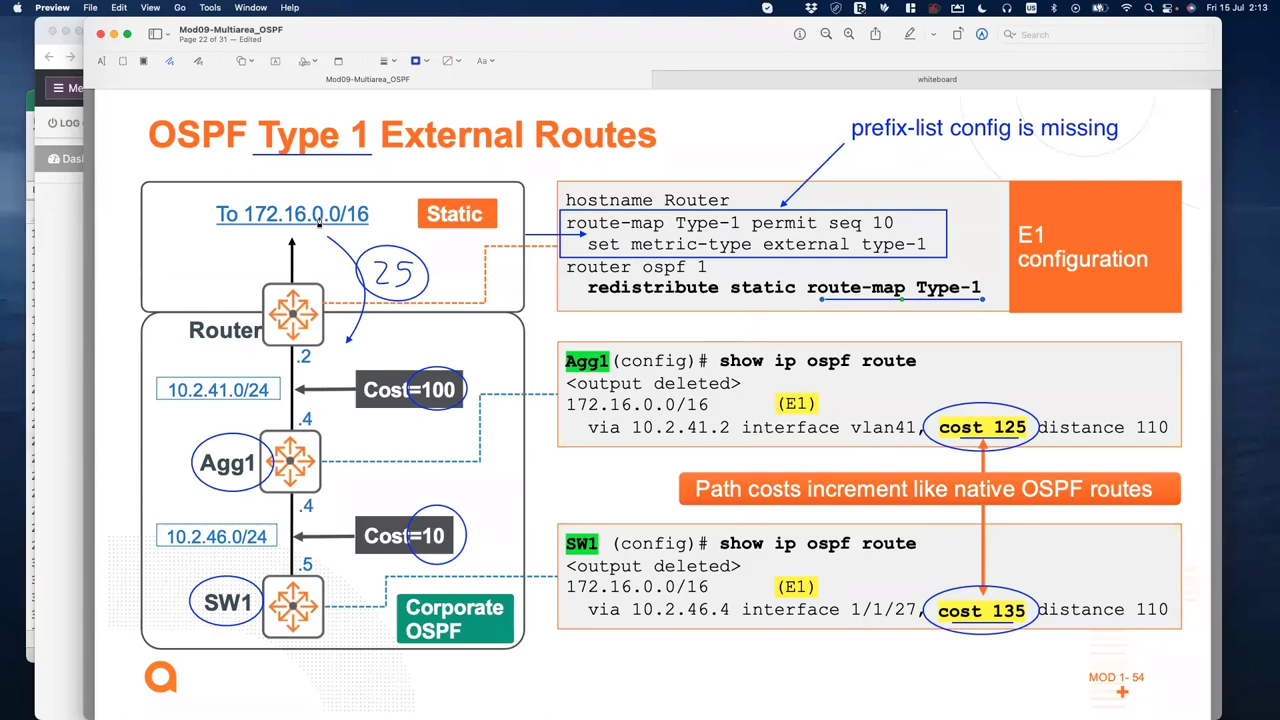 Preview File Edit View Go Tools Window Help
US
Fri 15 Jul 2:13
Mod09-Multiarea_OSPF
Page 22 of 31 — Edited
Search
Aa
Mod09-Multiarea_OSPF
whiteboard
Me
LOG
Dash
OSPF Type 1 External Routes
prefix-list config is missing
To 172.16.0.0/16
Static
25
Router
.2
10.2.41.0/24
Cost=100
.4
Agg1
.4
10.2.46.0/24
Cost=10
.5
SW1
Corporate
OSPF
hostname Router
route-map Type-1 permit seq 10
set metric-type external type-1
router ospf 1
redistribute static route-map Type-1
E1
configuration
Agg1(config)# show ip ospf route
<output deleted>
172.16.0.0/16 (E1)
via 10.2.41.2 interface vlan41, cost 125 distance 110
Path costs increment like native OSPF routes
SW1 (config)# show ip ospf route
<output deleted>
172.16.0.0/16 (E1)
via 10.2.46.4 interface 1/1/27, cost 135 distance 110
MOD 1- 54